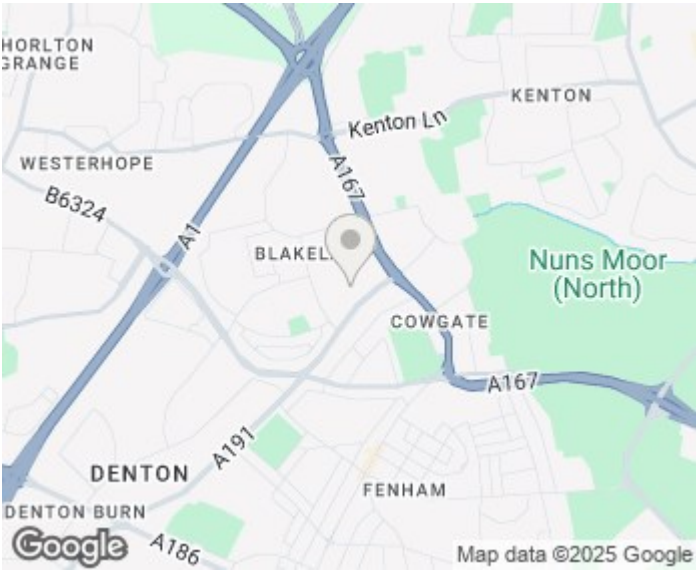 HORLTON
GRANGE
KENTON
Kenton Ln
WESTERHOPE
A167
B6324
A1
BLAKEL
Nuns Moor
(North)
COWGATE
A167
A191
DENTON
FENHAM
DENTON BURN
A186
Google
Map data ©2025 Google